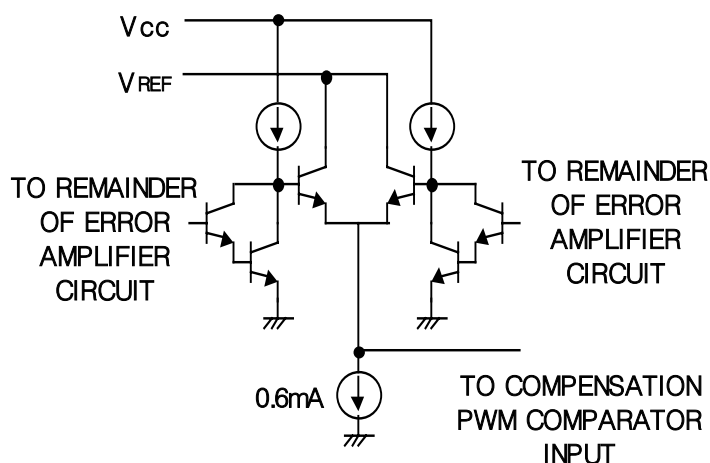 Vcc
VREF
TO REMAINDER
OF ERROR
AMPLIFIER
CIRCUIT
TO REMAINDER
OF ERROR
AMPLIFIER
CIRCUIT
0.6mA
TO COMPENSATION
PWM COMPARATOR
INPUT